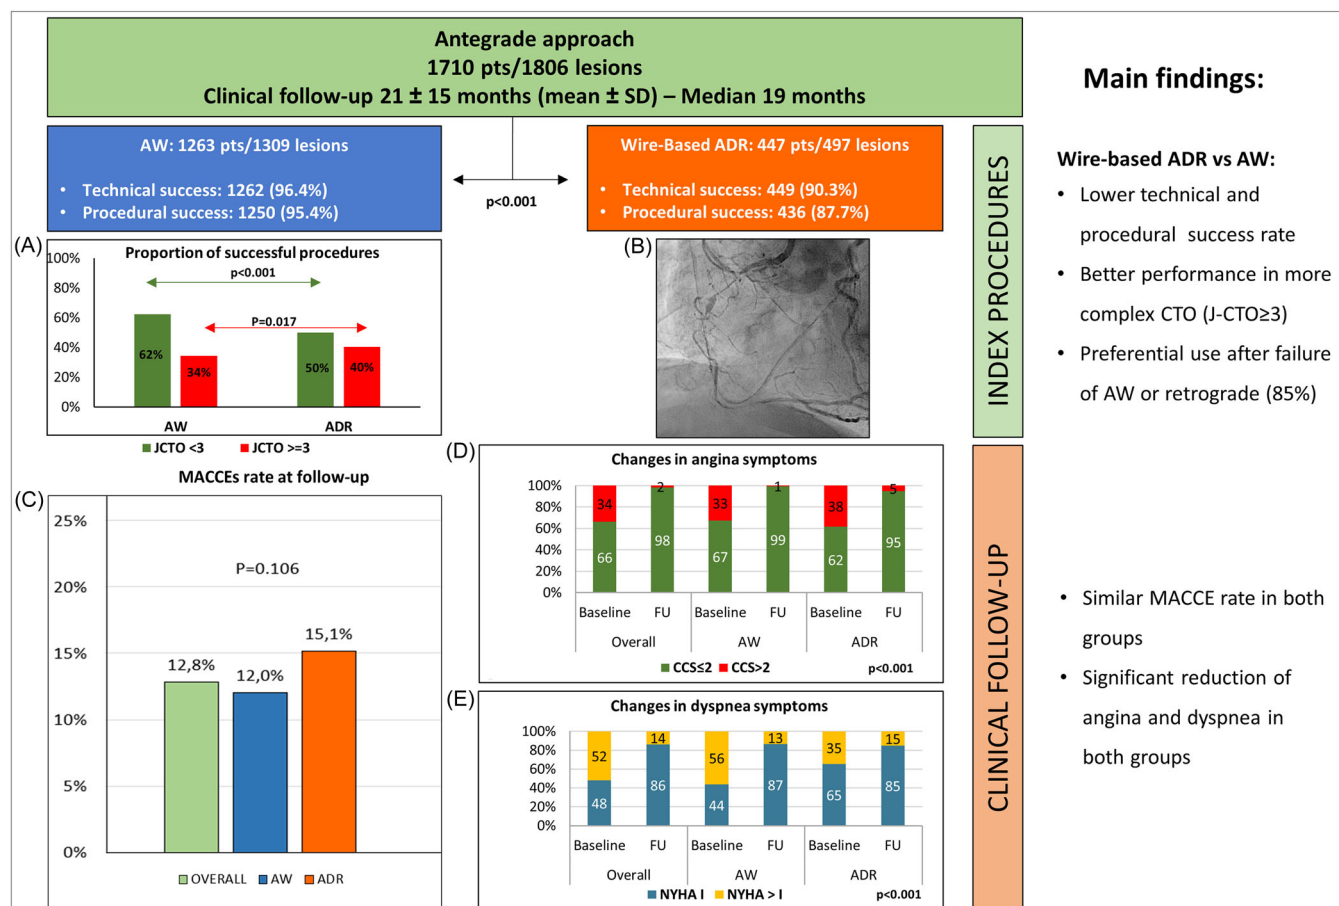 Antegrade approach
1710 pts/1806 lesions
Clinical follow-up 21 ± 15 months (mean ± SD) – Median 19 months
AW: 1263 pts/1309 lesions
• Technical success: 1262 (96.4%)
• Procedural success: 1250 (95.4%)
p<0.001
Wire-Based ADR: 447 pts/497 lesions
• Technical success: 449 (90.3%)
• Procedural success: 436 (87.7%)
(A)
Proportion of successful procedures
100%
80%
60%
40%
20%
0%
p<0.001
P=0.017
62%
34%
50%
40%
AW
ADR
JCTO <3
JCTO >=3
(B)
INDEX PROCEDURES
(C)
MACCEs rate at follow-up
25%
20%
15%
10%
5%
0%
P=0.106
12,8%
12,0%
15,1%
OVERALL
AW
ADR
(D)
Changes in angina symptoms
100%
80%
60%
40%
20%
0%
34
2
33
1
38
5
66
98
67
99
62
95
Baseline
FU
Baseline
FU
Baseline
FU
Overall
AW
ADR
CCS≤2
CCS>2
p<0.001
(E)
Changes in dyspnea symptoms
100%
80%
60%
40%
20%
0%
52
14
56
13
35
15
48
86
44
87
65
85
Baseline
FU
Baseline
FU
Baseline
FU
Overall
AW
ADR
NYHA I
NYHA > I
p<0.001
CLINICAL FOLLOW-UP
Main findings:
Wire-based ADR vs AW:
• Lower technical and
procedural success rate
• Better performance in more
complex CTO (J-CTO≥3)
• Preferential use after failure
of AW or retrograde (85%)
• Similar MACCE rate in both
groups
• Significant reduction of
angina and dyspnea in
both groups